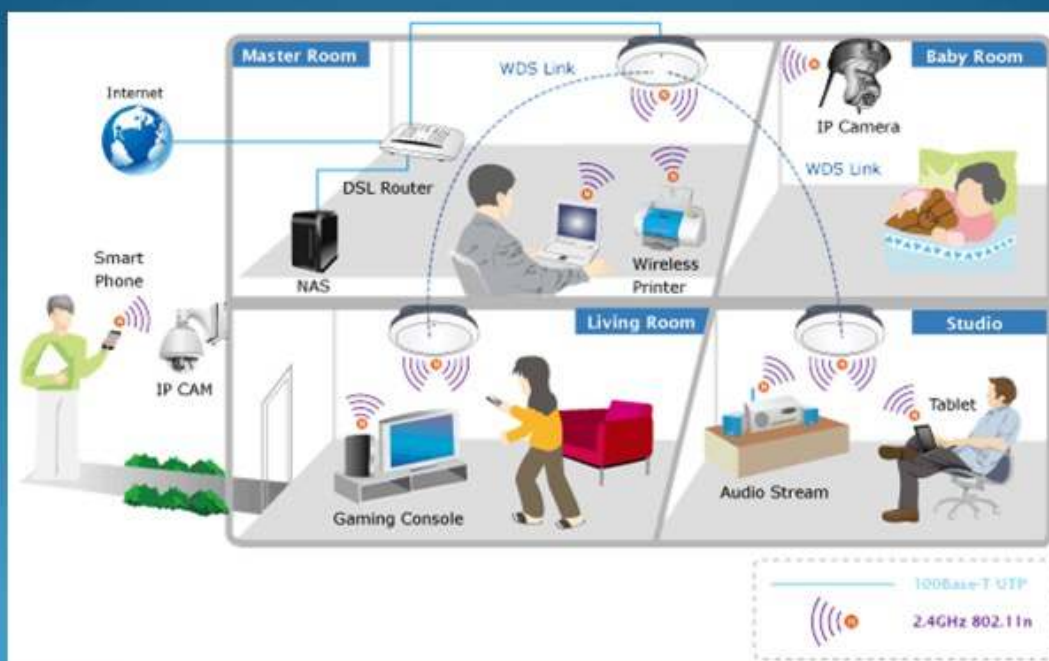 Master Room
WDS Link
Baby Room
Internet
IP Camera
WDS Link
DSL Router
Smart
Phone
NAS
Wireless
Printer
Living Room
Studio
IP CAM
Tablet
Audio Stream
Gaming Console
100Base-T UTP
2.4GHz 802.11n